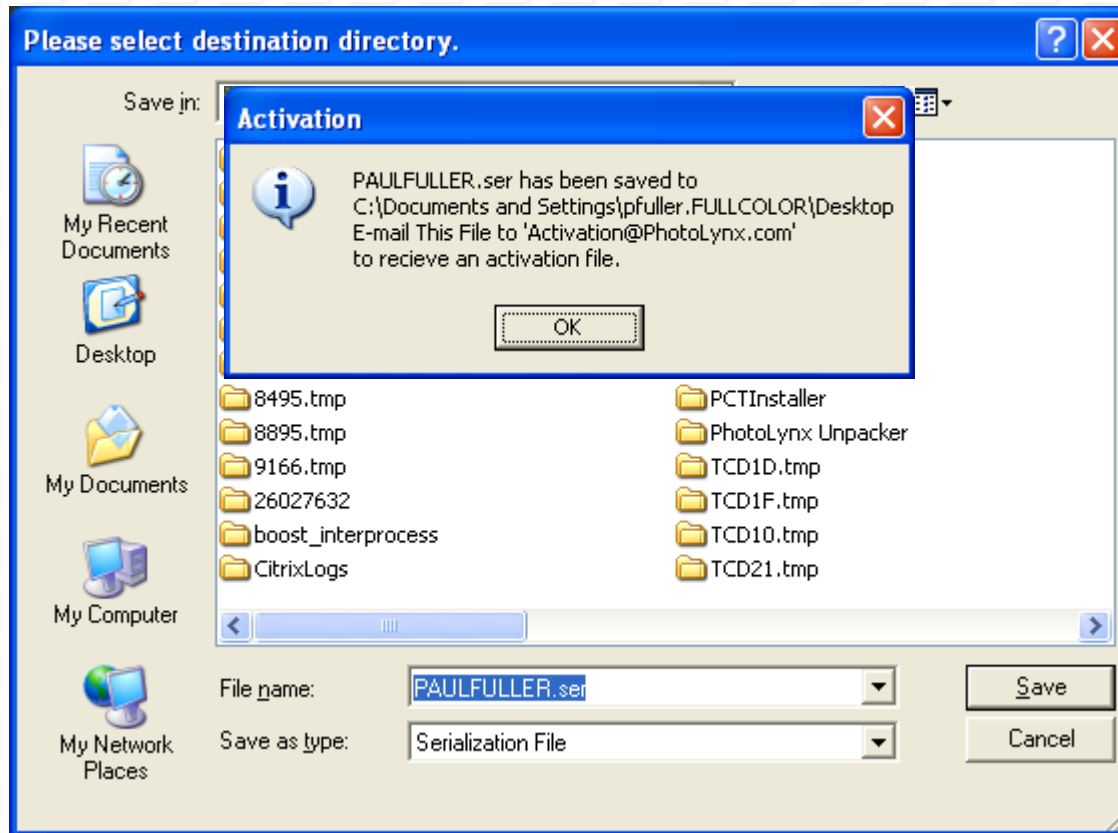 Please select destination directory.
Save in:
Activation
PAULFULLER.ser has been saved to
C:\Documents and Settings\pfuller.FULLCOLOR\Desktop
E-mail This File to 'Activation@PhotoLynx.com'
to recieve an activation file.
OK
My Recent
Documents
Desktop
My Documents
My Computer
My Network
Places
8495.tmp
8895.tmp
9166.tmp
26027632
boost_interprocess
CitrixLogs
PCTInstaller
PhotoLynx Unpacker
TCD1D.tmp
TCD1F.tmp
TCD10.tmp
TCD21.tmp
File name: PAULFULLER.ser Save
Save as type: Serialization File Cancel